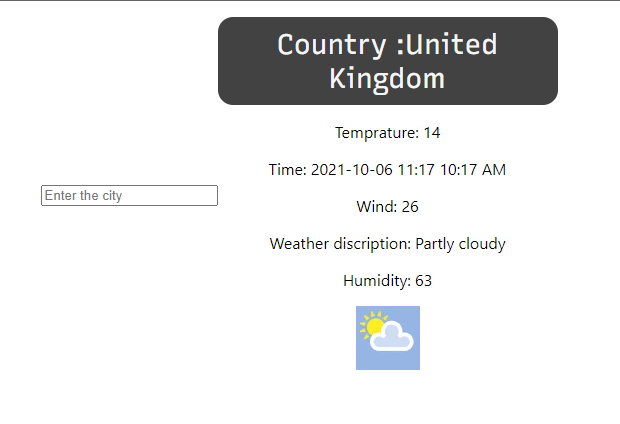 Country :United
Kingdom
Temprature: 14
Time: 2021-10-06 11:17 10:17 AM
Enter the city
Wind: 26
Weather discription: Partly cloudy
Humidity: 63